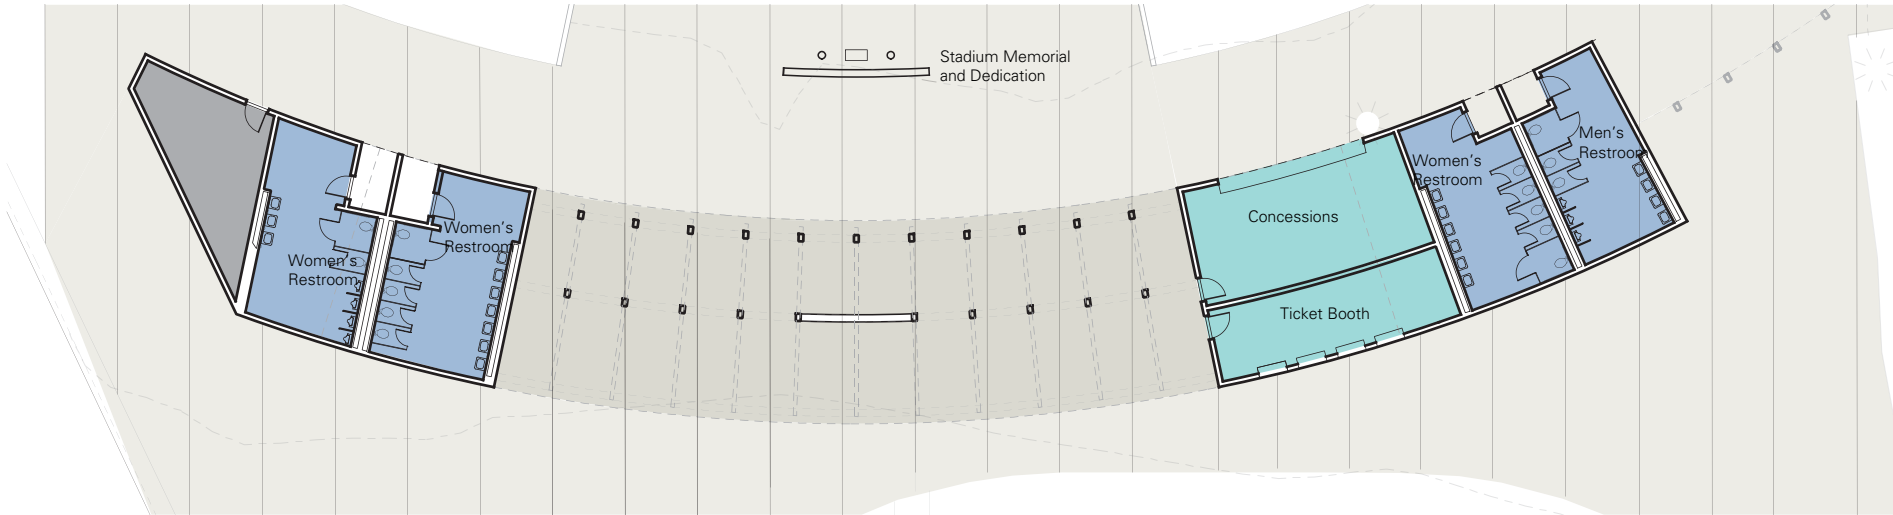 Stadium Memorial
and Dedication
Women's
Restroom
Women's
Restroom
Concessions
Ticket Booth
Women's
Restroom
Men's
Restroom